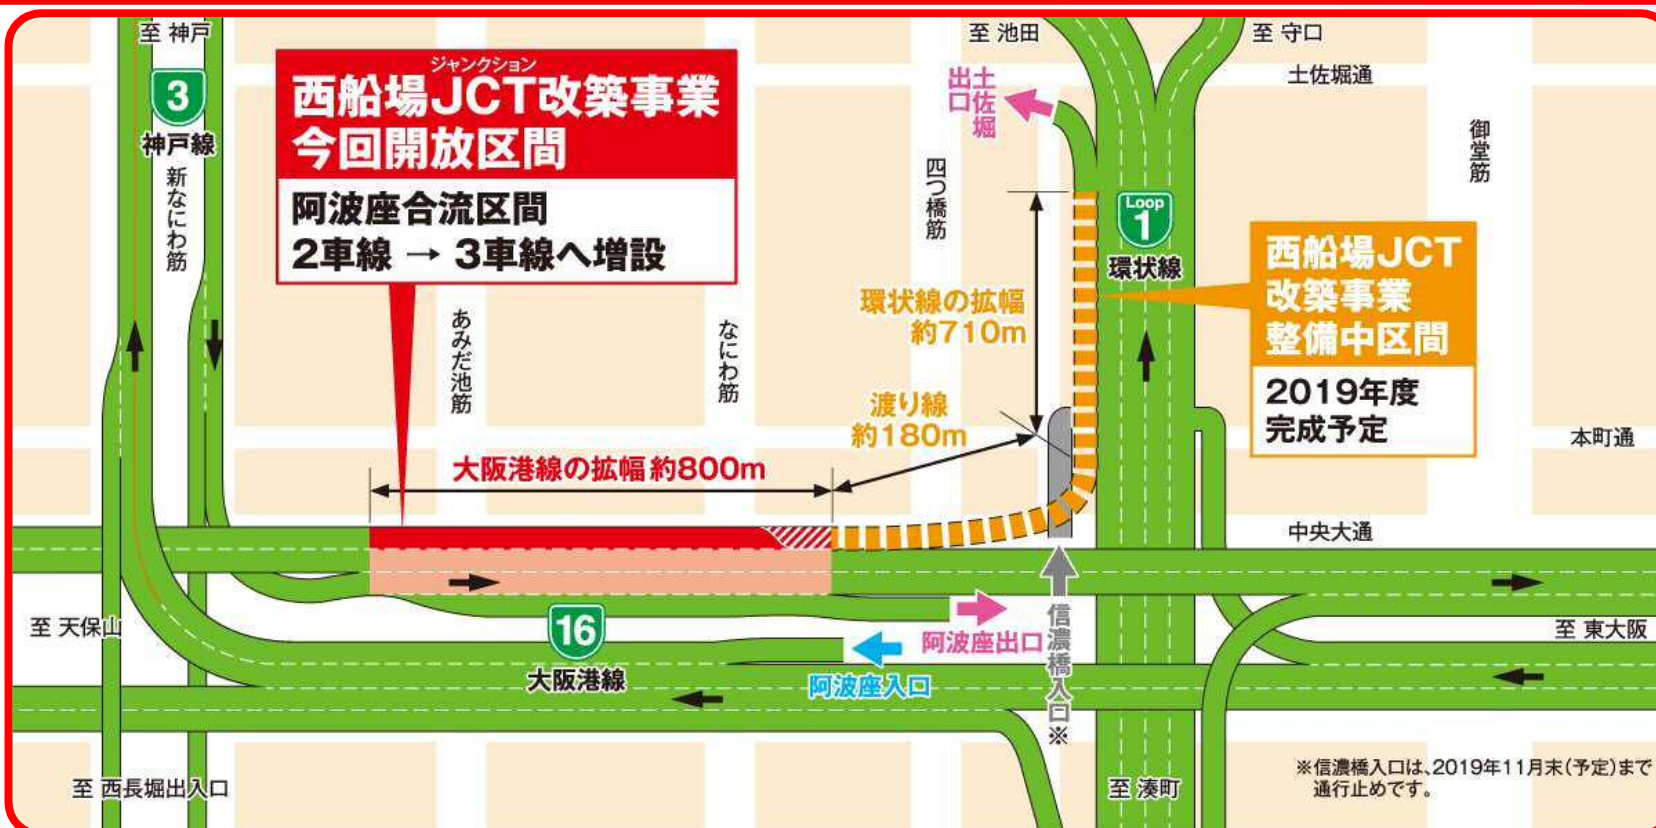 至 神戸
3
神戸線
新なにわ筋
ジャンクション
西船場JCT改築事業
今回開放区間
阿波座合流区間
2車線 → 3車線へ増設
あみだ池筋
なにわ筋
大阪港線の拡幅 約800m
至 池田
至 守口
土佐堀
出口
土佐堀通
四つ橋筋
御堂筋
Loop
1
環状線
環状線の拡幅
約710m
渡り線
約180m
西船場JCT
改築事業
整備中区間
2019年度
完成予定
本町通
中央大通
至 天保山
16
大阪港線
阿波座出口
阿波座入口
信濃橋入口※
至 東大阪
至 西長堀出入口
至 湊町
※信濃橋入口は、2019年11月末(予定)まで
通行止めです。